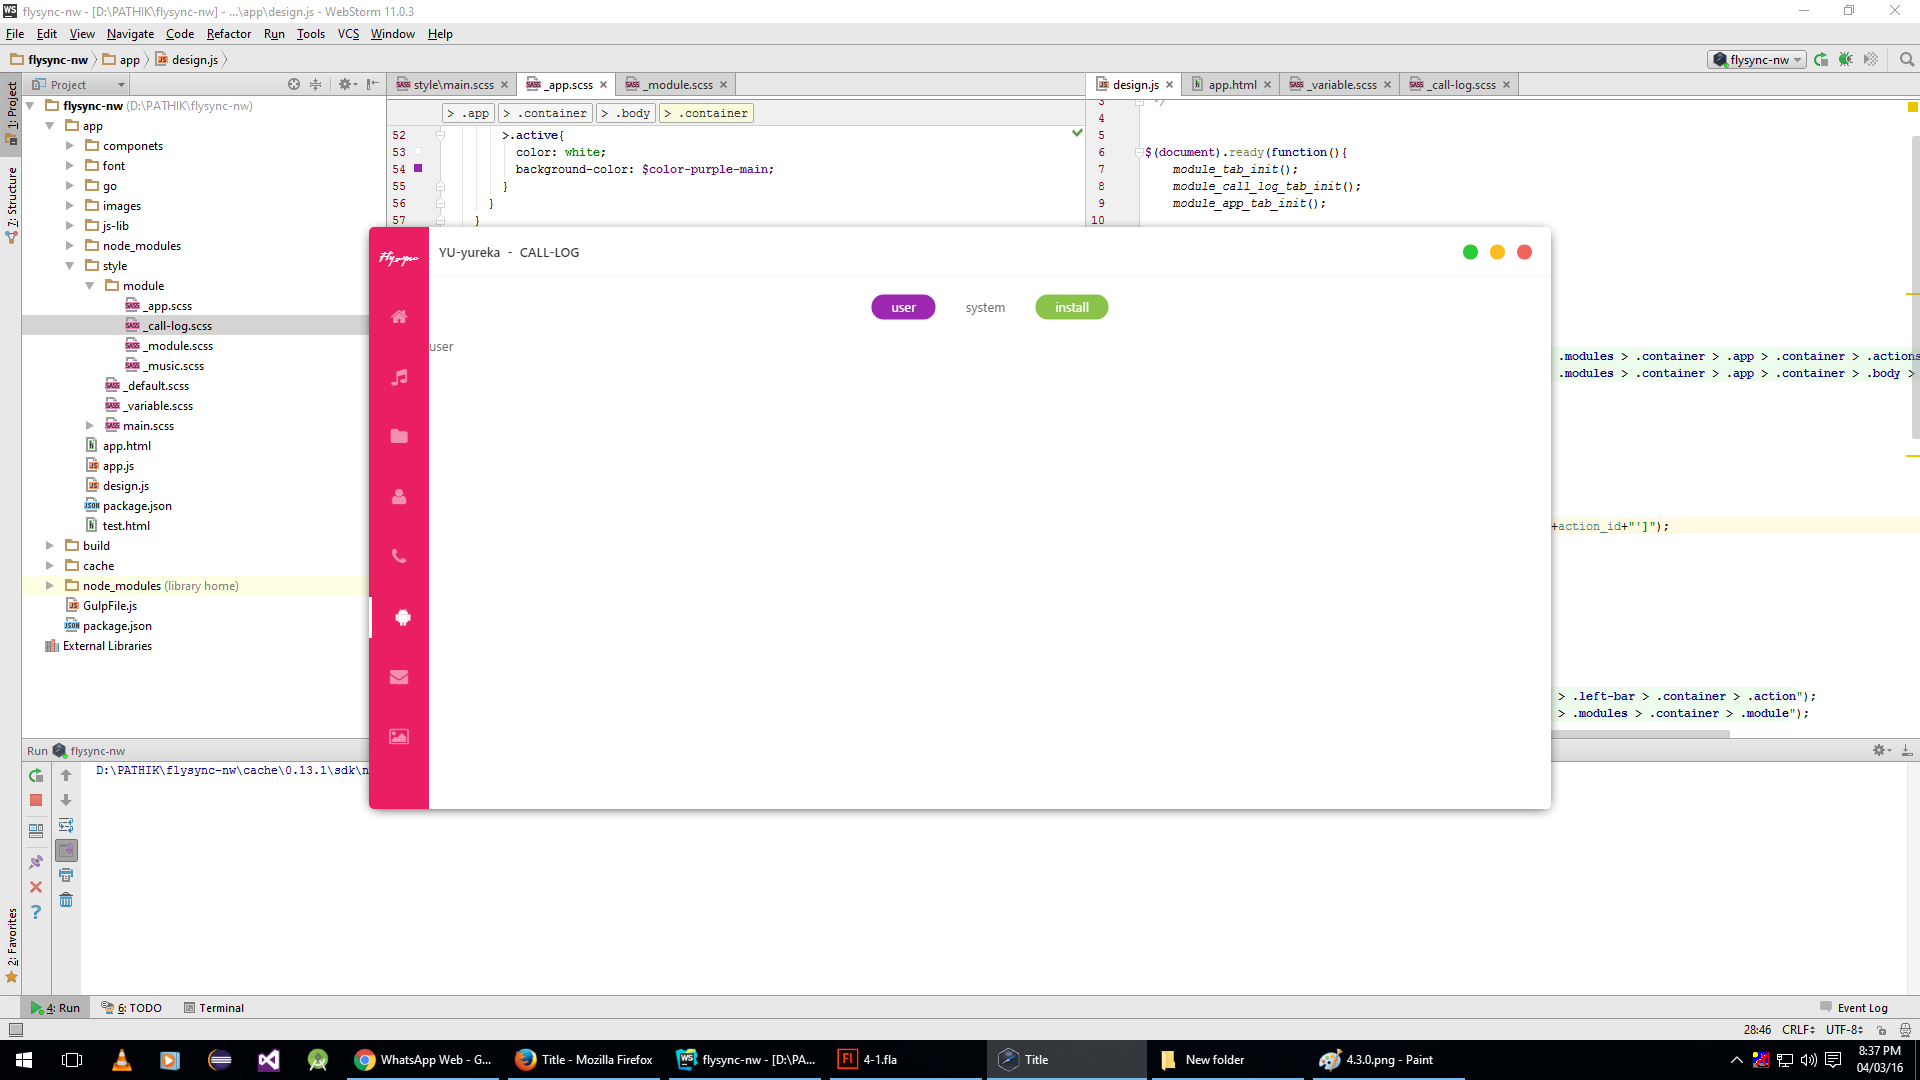 flysync-nw - [D:\PATHIK\flysync-nw] - ...\app\design.js - WebStorm 11.0.3
File Edit View Navigate Code Refactor Run Tools VCS Window Help
flysync-nw app design.js flysync-nw
1: Project
7: Structure
2: Favorites
Project
flysync-nw (D:\PATHIK\flysync-nw)
app
componets
font
go
images
js-lib
node_modules
style
module
_app.scss
_call-log.scss
_module.scss
_music.scss
_default.scss
_variable.scss
main.scss
app.html
app.js
design.js
package.json
test.html
build
cache
node_modules (library home)
GulpFile.js
package.json
External Libraries
style\main.scss _app.scss _module.scss
> .app > .container > .body > .container
52 >.active{
53 color: white;
54 background-color: $color-purple-main;
55 }
56 }
57 }
design.js app.html _variable.scss _call-log.scss
3 */
4
5
6 $(document).ready(function(){
7 module_tab_init();
8 module_call_log_tab_init();
9 module_app_tab_init();
10
.modules > .container > .app > .container > .actions
.modules > .container > .app > .container > .body >
+action_id+"']");
> .left-bar > .container > .action");
> .modules > .container > .module");
Flysync
YU-yureka - CALL-LOG
user system install
user
Run flysync-nw
D:\PATHIK\flysync-nw\cache\0.13.1\sdk\n
4: Run 6: TODO Terminal Event Log
28:46 CRLF UTF-8
WhatsApp Web - G... Title - Mozilla Firefox flysync-nw - [D:\PA... 4-1.fla Title New folder 4.3.0.png - Paint
8:37 PM
04/03/16